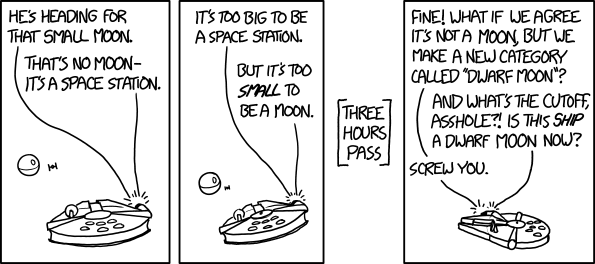 HE'S HEADING FOR
THAT SMALL MOON.
THAT'S NO MOON–
IT'S A SPACE STATION.
IT'S TOO BIG TO BE
A SPACE STATION.
BUT IT'S TOO
SMALL TO
BE A MOON.
[THREE
HOURS
PASS]
FINE! WHAT IF WE AGREE
IT'S NOT A MOON, BUT WE
MAKE A NEW CATEGORY
CALLED "DWARF MOON"?
AND WHAT'S THE CUTOFF,
ASSHOLE?! IS THIS SHIP
A DWARF MOON NOW?
SCREW YOU.